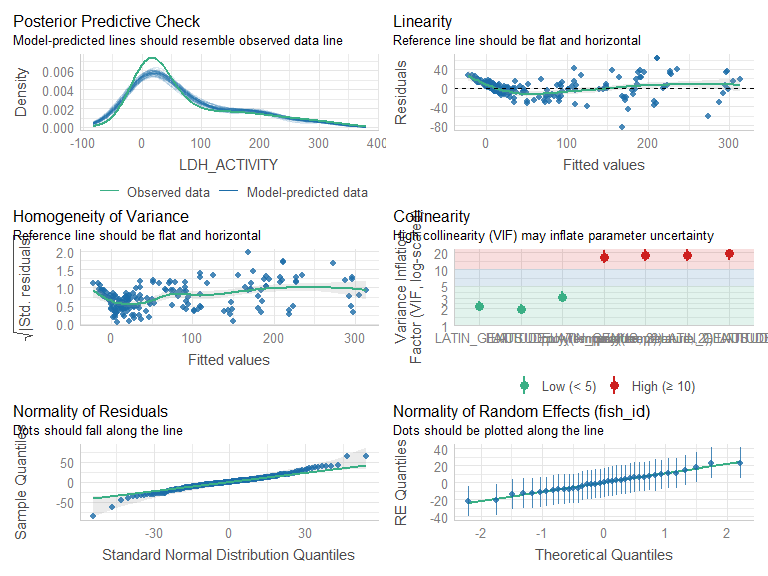 Posterior Predictive Check
Model-predicted lines should resemble observed data line
Density
0.006
0.004
0.002
0.000
-100
0
100
200
300
400
LDH_ACTIVITY
Observed data
Model-predicted data
Linearity
Reference line should be flat and horizontal
Residuals
40
0
-40
-80
0
100
200
300
Fitted values
Homogeneity of Variance
Reference line should be flat and horizontal
√|Std. residuals|
2.0
1.5
1.0
0.5
0.0
0
100
200
300
Fitted values
Collinearity
High collinearity (VIF) may inflate parameter uncertainty
Variance Inflation
Factor (VIF, log-scaled)
20
10
5
3
2
1
Low (< 5)
High (≥ 10)
Normality of Residuals
Dots should fall along the line
Sample Quantiles
50
0
-50
-30
0
30
Standard Normal Distribution Quantiles
Normality of Random Effects (fish_id)
Dots should be plotted along the line
RE Quantiles
40
20
0
-20
-40
-2
-1
0
1
2
Theoretical Quantiles